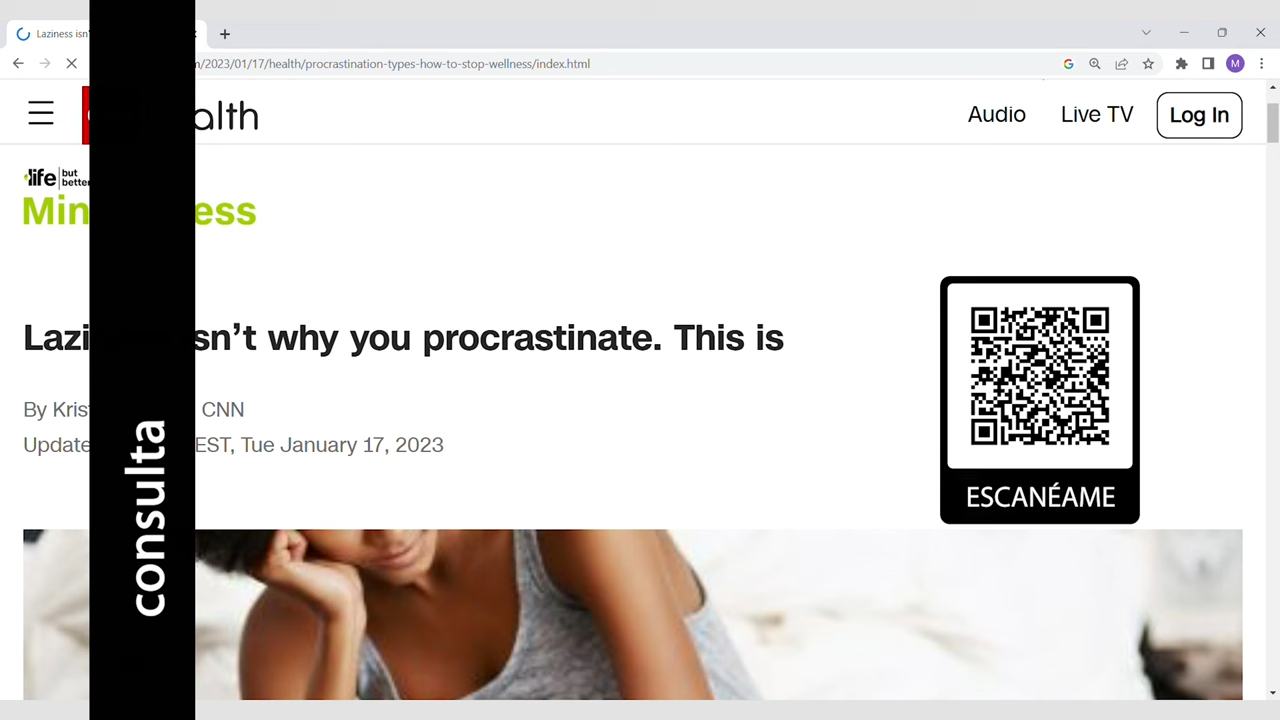 Laziness isn'
m/2023/01/17/health/procrastination-types-how-to-stop-wellness/index.html
M
alth
Audio
Live TV
Log In
life but better
Min ess
Lazi sn't why you procrastinate. This is
By Kris CNN
Update EST, Tue January 17, 2023
consulta
ESCANÉAME